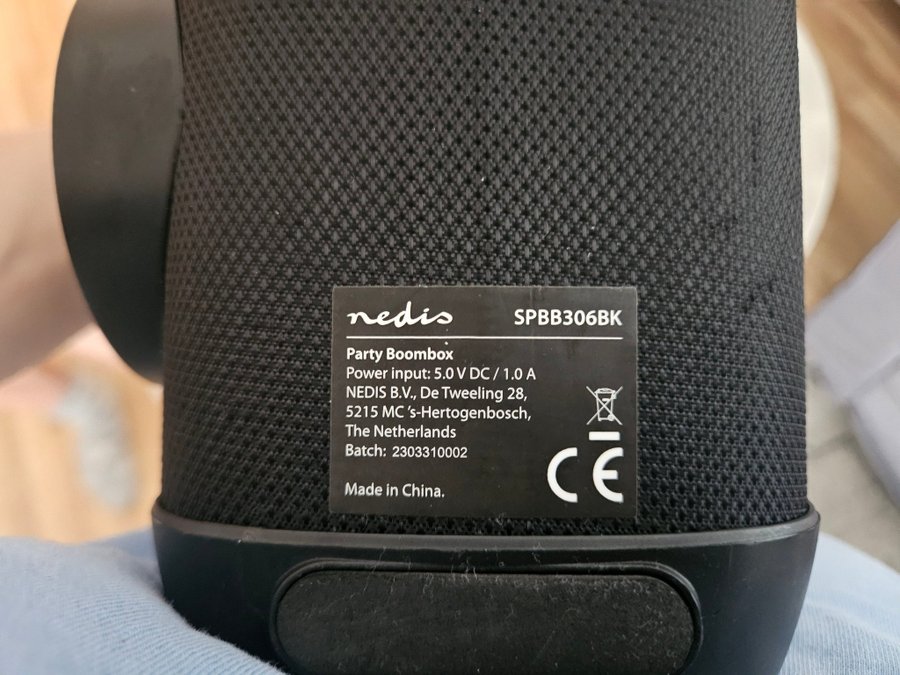 nedis SPBB306BK
Party Boombox
Power input: 5.0 V DC / 1.0 A
NEDIS B.V., De Tweeling 28,
5215 MC 's-Hertogenbosch,
The Netherlands
Batch: 2303310002
Made in China.
CE